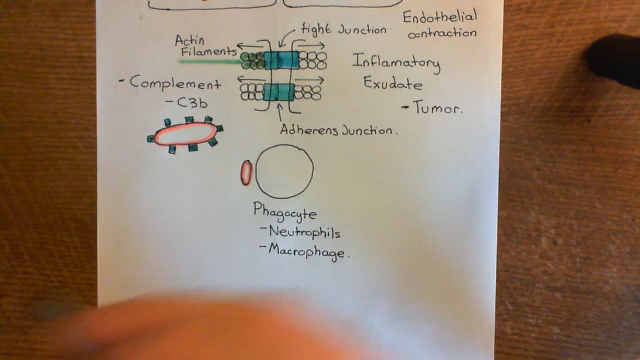 Endothelial
contraction
tight Junction
Actin
Filaments
Inflamatory
Exudate
- Tumor.
- Complement
- C3b
Adherens Junction.
Phagocyte
- Neutrophils
- Macrophage.